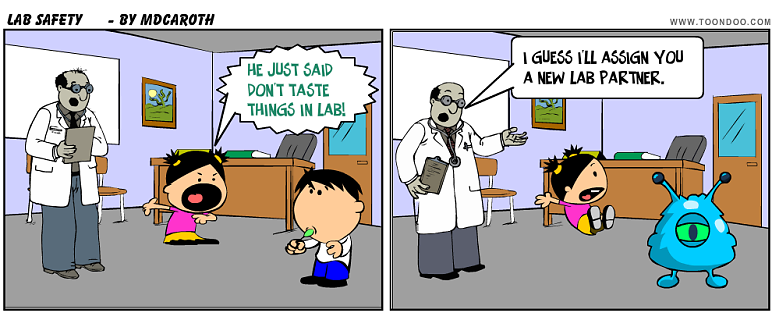 LAB SAFETY - BY MDCAROTH
WWW.TOONDOO.COM
HE JUST SAID
DON'T TASTE
THINGS IN LAB!
I GUESS I'LL ASSIGN YOU
A NEW LAB PARTNER.